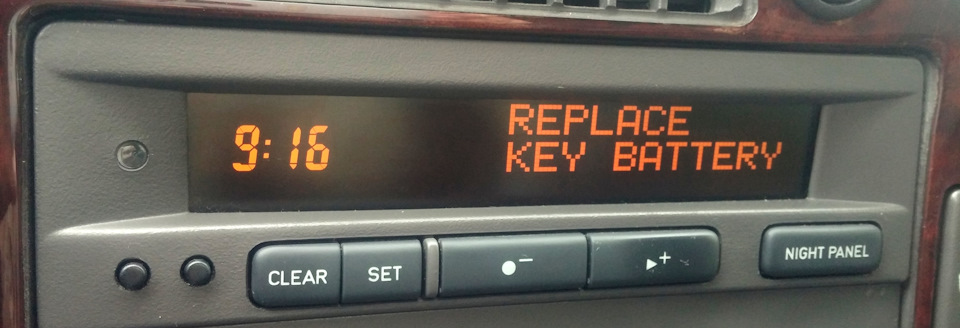 9:16
REPLACE
KEY BATTERY
CLEAR SET - + NIGHT PANEL